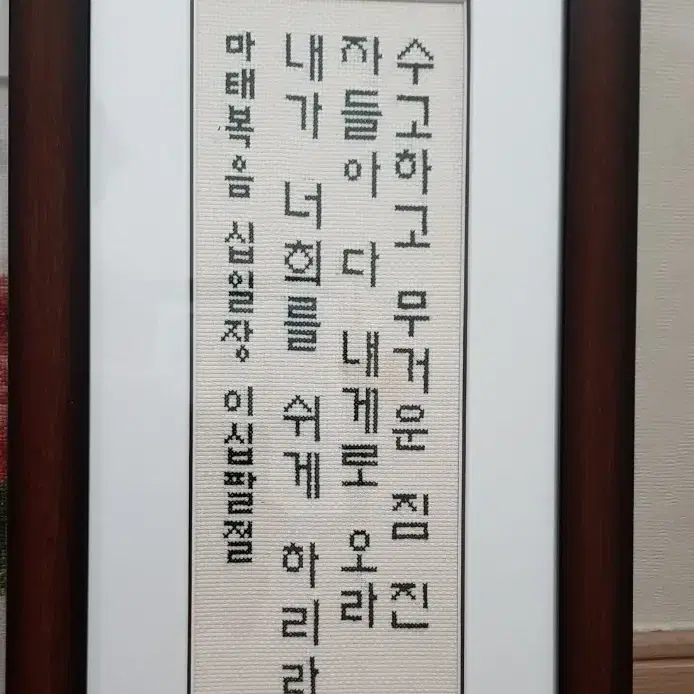 수고하고 무거운 짐 진
자들아 다 내게로 오라
내가 너희를 쉬게 하리라
마태복음 십일장 이십팔절